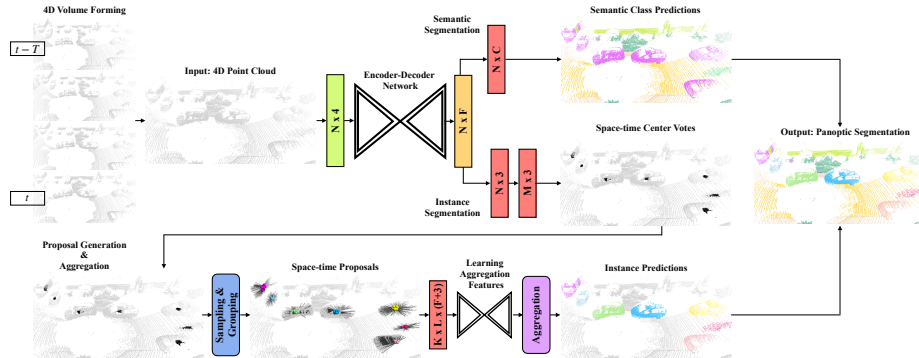 4D Volume Forming
t − T
t
Input: 4D Point Cloud
N x 4
Encoder-Decoder
Network
N x F
Semantic
Segmentation
N x C
Semantic Class Predictions
Instance
Segmentation
N x 3
M x 3
Space-time Center Votes
Output: Panoptic Segmentation
Proposal Generation
&
Aggregation
Sampling &
Grouping
Space-time Proposals
K x L x (F+3)
Learning
Aggregation
Features
Aggregation
Instance Predictions